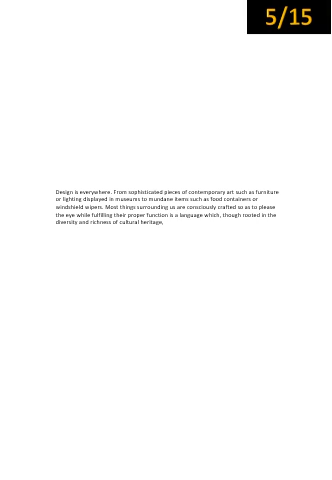 5/15
Design is everywhere. From sophisticated pieces of contemporary art such as furniture
or lighting displayed in museums to mundane items such as food containers or
windshield wipers. Most things surrounding us are consciously crafted so as to please
the eye while fulfilling their proper function is a language which, though rooted in the
diversity and richness of cultural heritage,